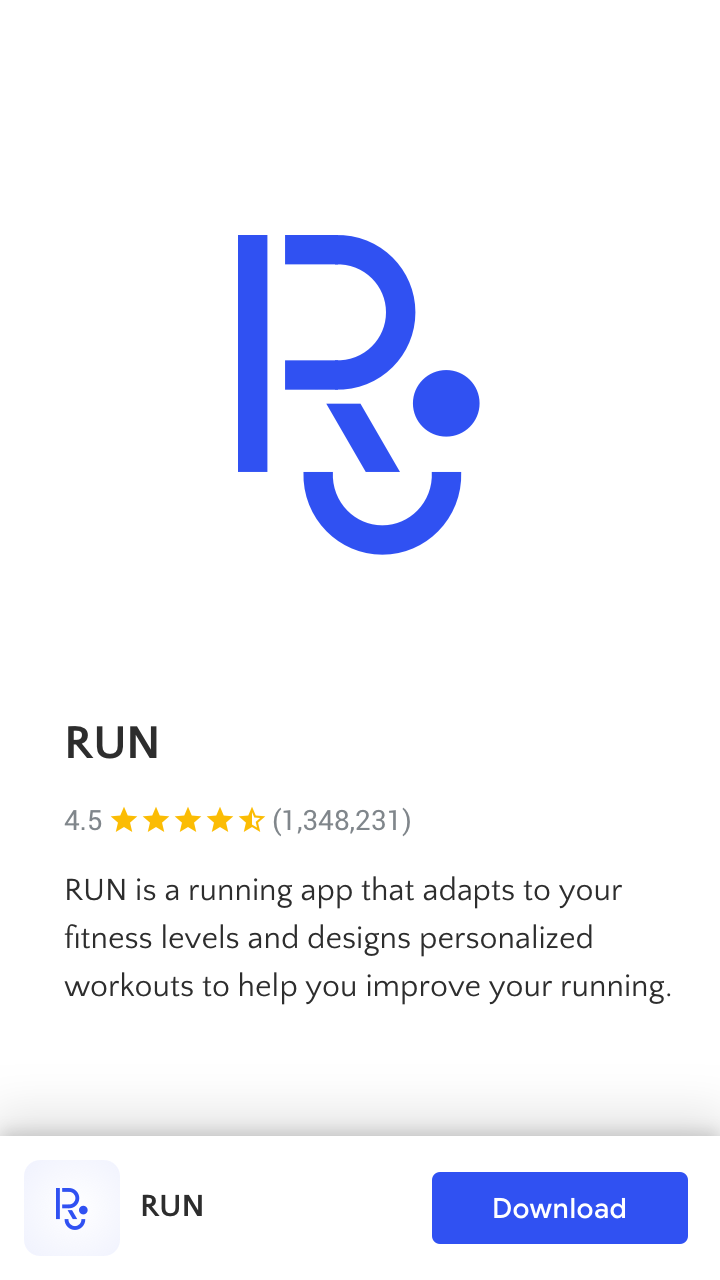 RUN
4.5 (1,348,231)
RUN is a running app that adapts to your
fitness levels and designs personalized
workouts to help you improve your running.
RUN
Download